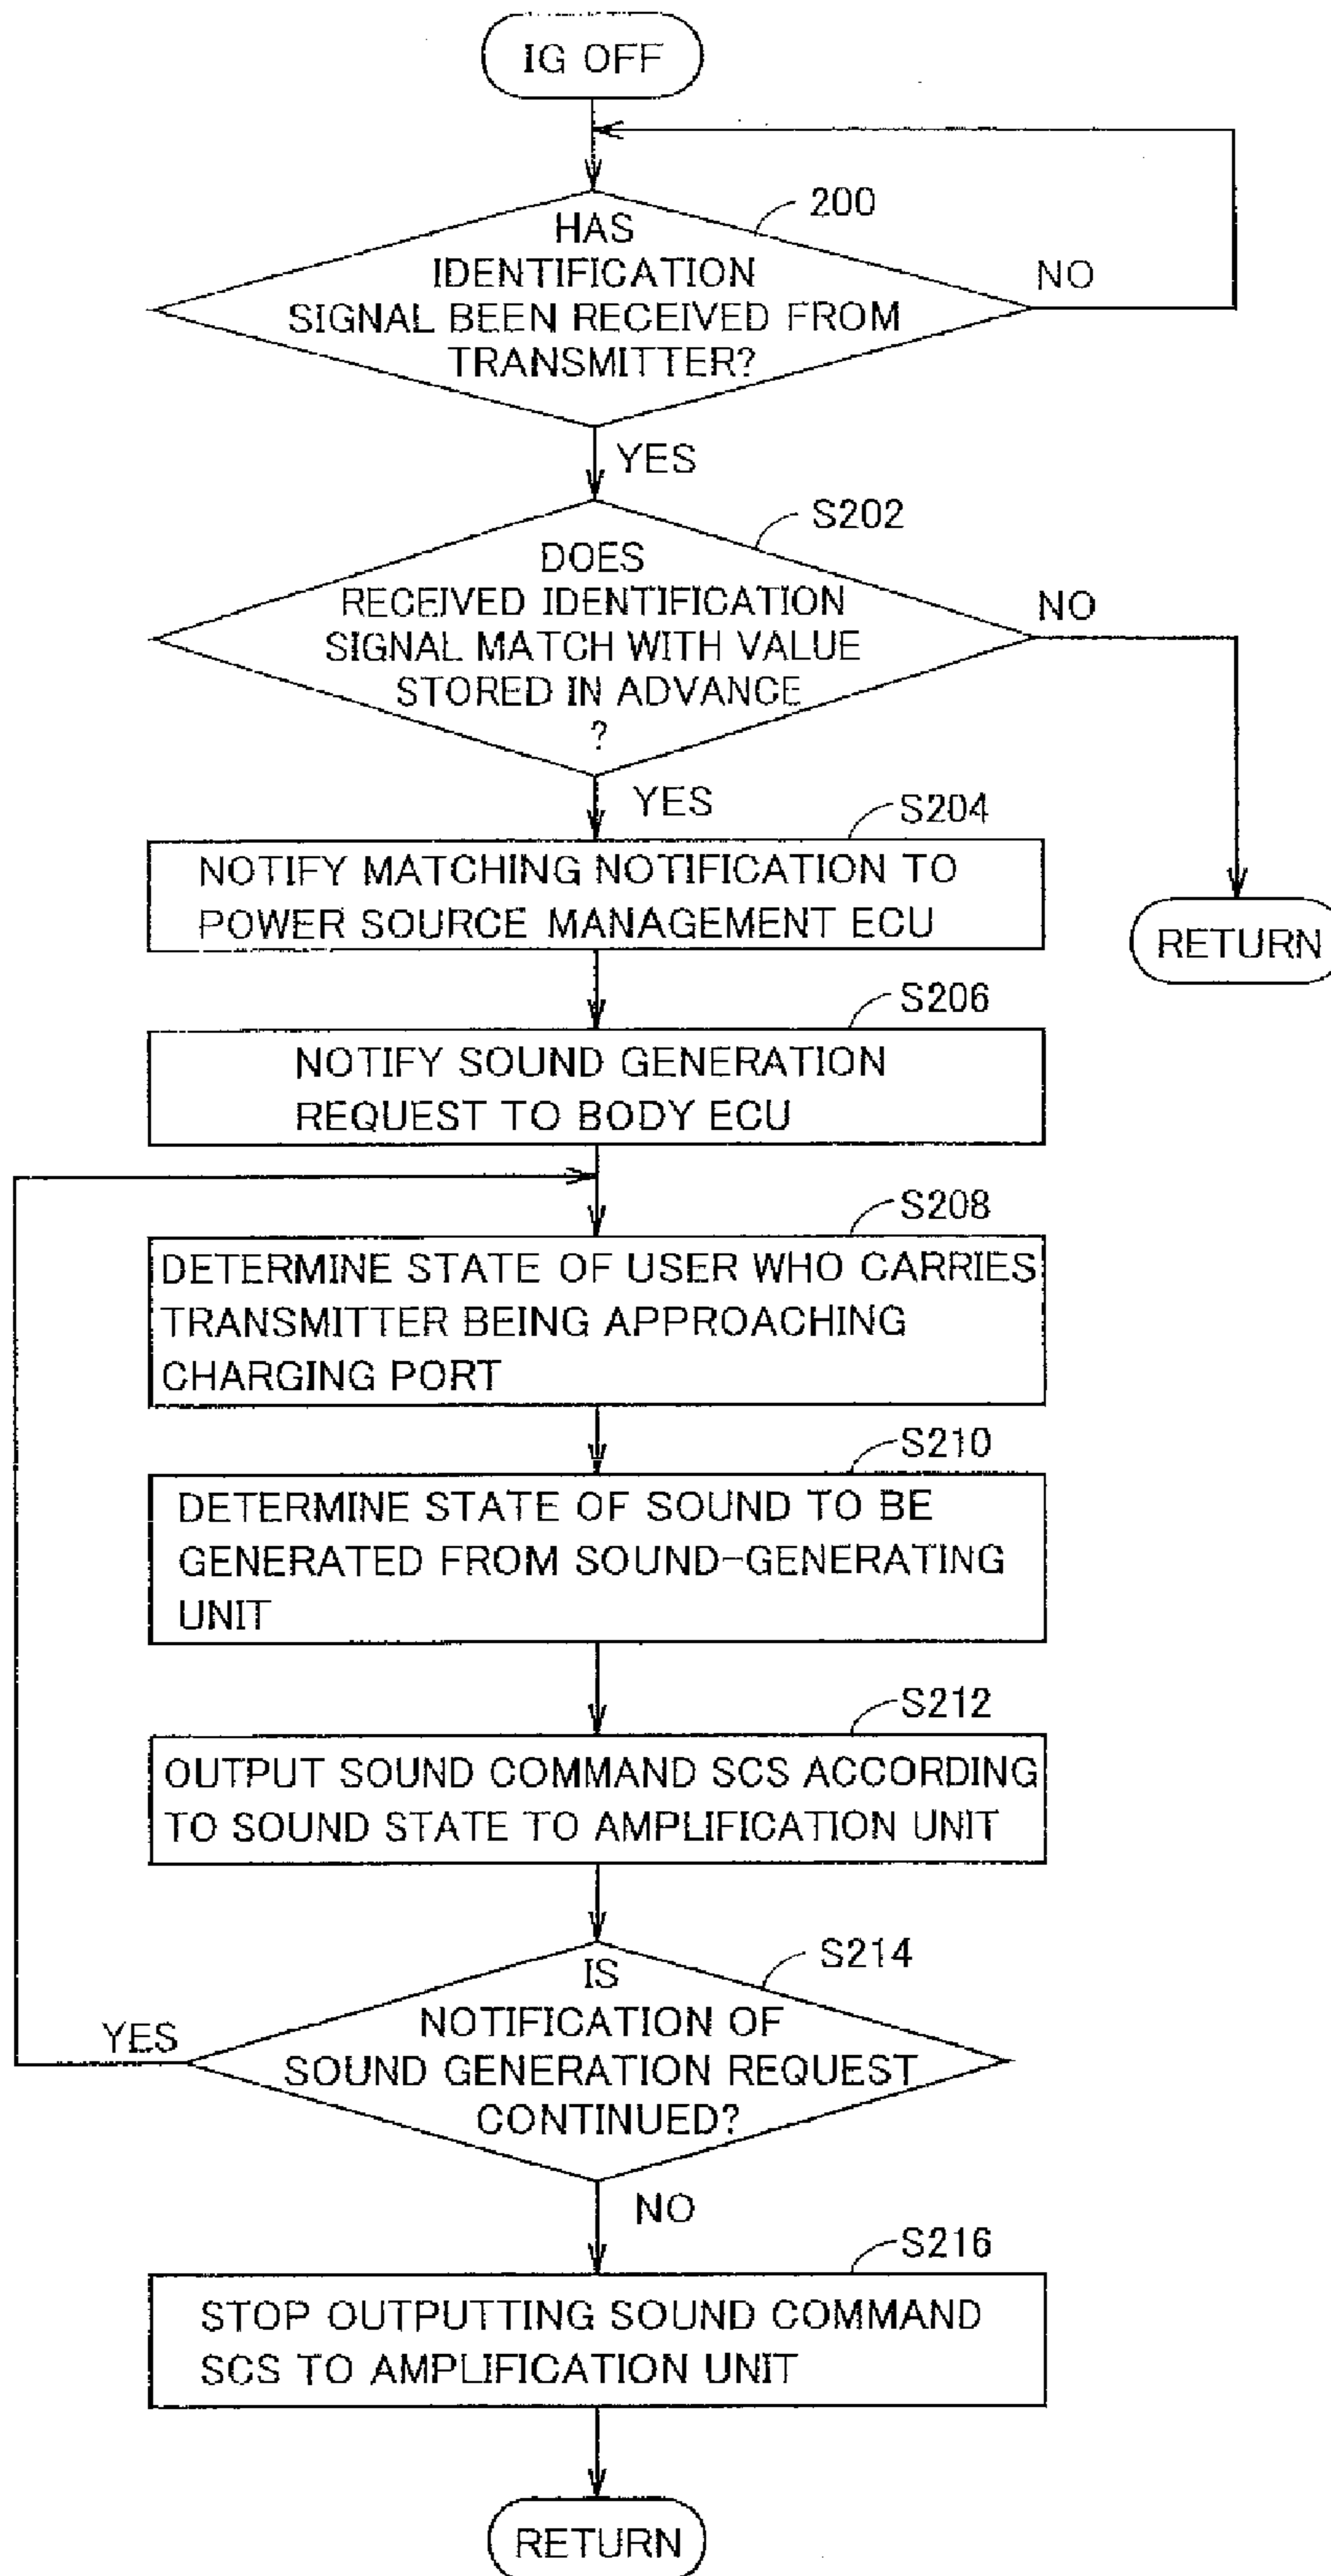 IG OFF
200
HAS
IDENTIFICATION
SIGNAL BEEN RECEIVED FROM
TRANSMITTER?
NO
YES
S202
DOES
RECEIVED IDENTIFICATION
SIGNAL MATCH WITH VALUE
STORED IN ADVANCE
?
NO
YES
RETURN
S204
NOTIFY MATCHING NOTIFICATION TO
POWER SOURCE MANAGEMENT ECU
S206
NOTIFY SOUND GENERATION
REQUEST TO BODY ECU
S208
DETERMINE STATE OF USER WHO CARRIES
TRANSMITTER BEING APPROACHING
CHARGING PORT
S210
DETERMINE STATE OF SOUND TO BE
GENERATED FROM SOUND-GENERATING
UNIT
S212
OUTPUT SOUND COMMAND SCS ACCORDING
TO SOUND STATE TO AMPLIFICATION UNIT
S214
IS
NOTIFICATION OF
SOUND GENERATION REQUEST
CONTINUED?
YES
NO
S216
STOP OUTPUTTING SOUND COMMAND
SCS TO AMPLIFICATION UNIT
RETURN